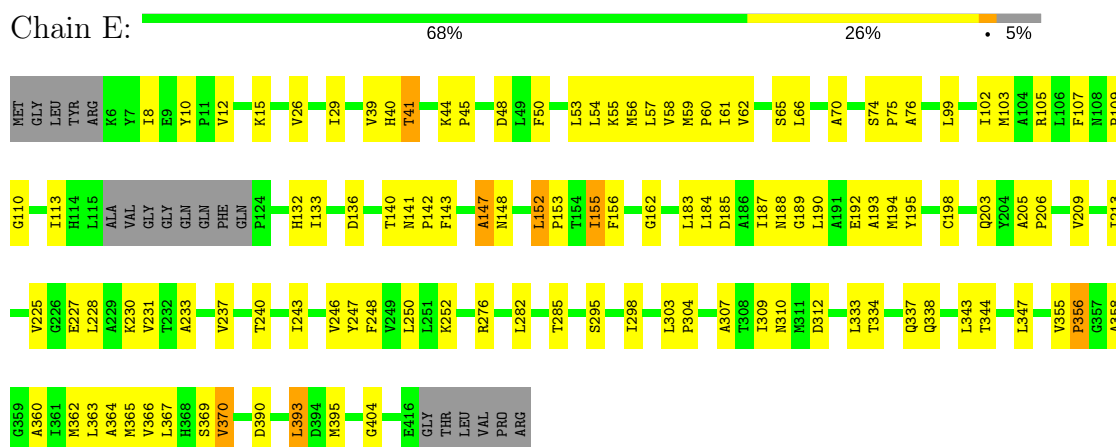 Chain E:
68% 26% • 5%
MET GLY LEU TYR ARG K6 Y7 I8 E9 Y10 P11 V12 K15 V26 I29 V39 H40 T41 K44 P45 D48 L49 F50 L53 L54 K55 M56 L57 V58 M59 P60 I61 V62 S65 L66 A70 S74 P75 A76 L99 I102 M103 A104 R105 L106 F107 N108
G110 I113 H114 L115 ALA VAL GLY GLY GLN GLN PHE GLN P124 H132 I133 D136 T140 N141 P142 F143 A147 N148 L152 P153 T154 I155 F156 G162 L183 L184 D185 A186 I187 N188 G189 L190 A191 E192 A193 M194 Y195 C198 Q203 Y204 A205 P206 V209
V225 G226 E227 L228 A229 K230 V231 T232 A233 V237 T240 I243 V246 Y247 F248 V249 L250 L251 K252 R276 L282 T285 S295 I298 L303 P304 A307 T308 I309 N310 M311 D312 L333 T334 Q337 Q338 L343 T344 L347 V355 P356 G357 A358
G359 A360 I361 M362 L363 A364 M365 V366 L367 H368 S369 V370 D390 L393 D394 M395 G404 E416 GLY THR LEU VAL PRO ARG